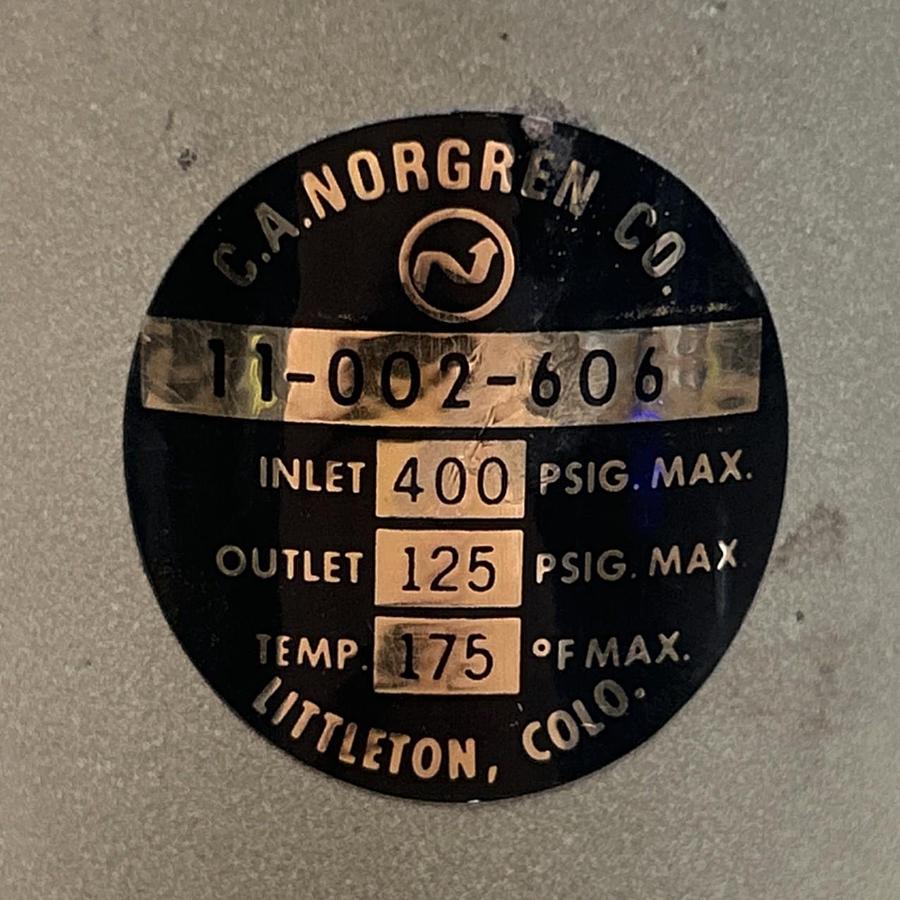 C.A.NORGREN CO.
11-002-606
INLET 400 PSIG. MAX.
OUTLET 125 PSIG. MAX
TEMP. 175 °F MAX.
LITTLETON, COLO.